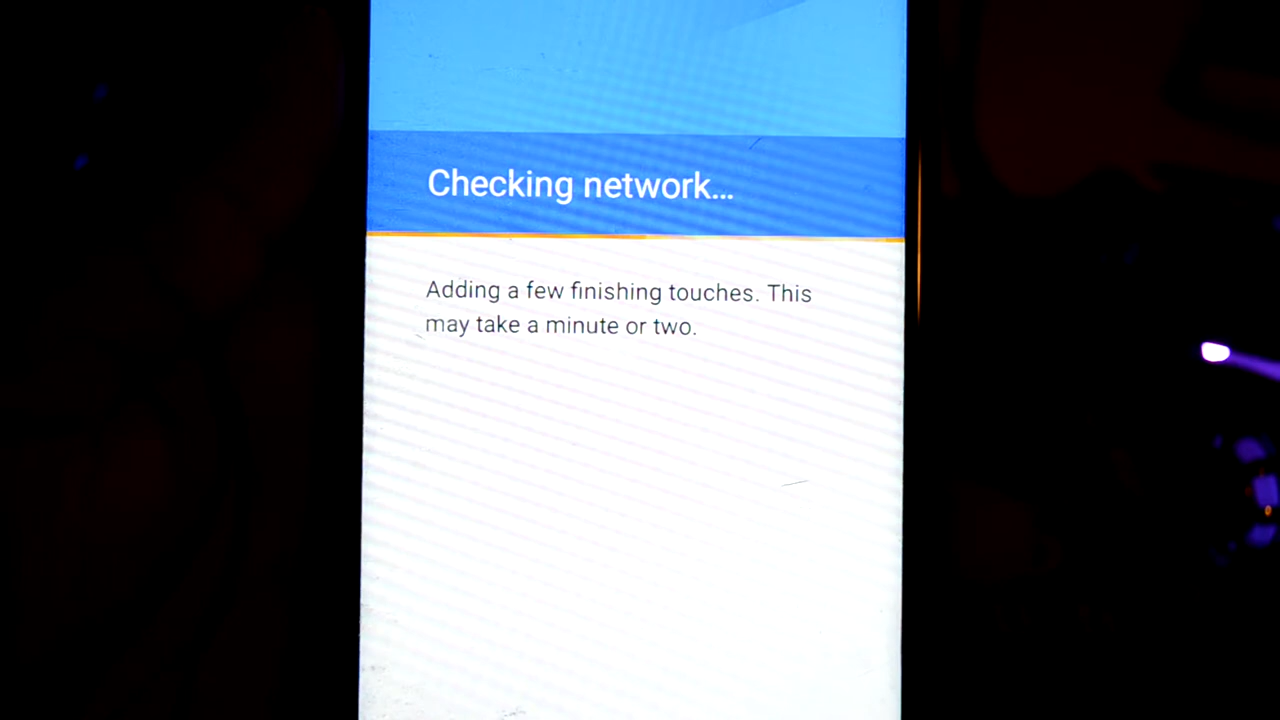 Checking network...
Adding a few finishing touches. This
may take a minute or two.